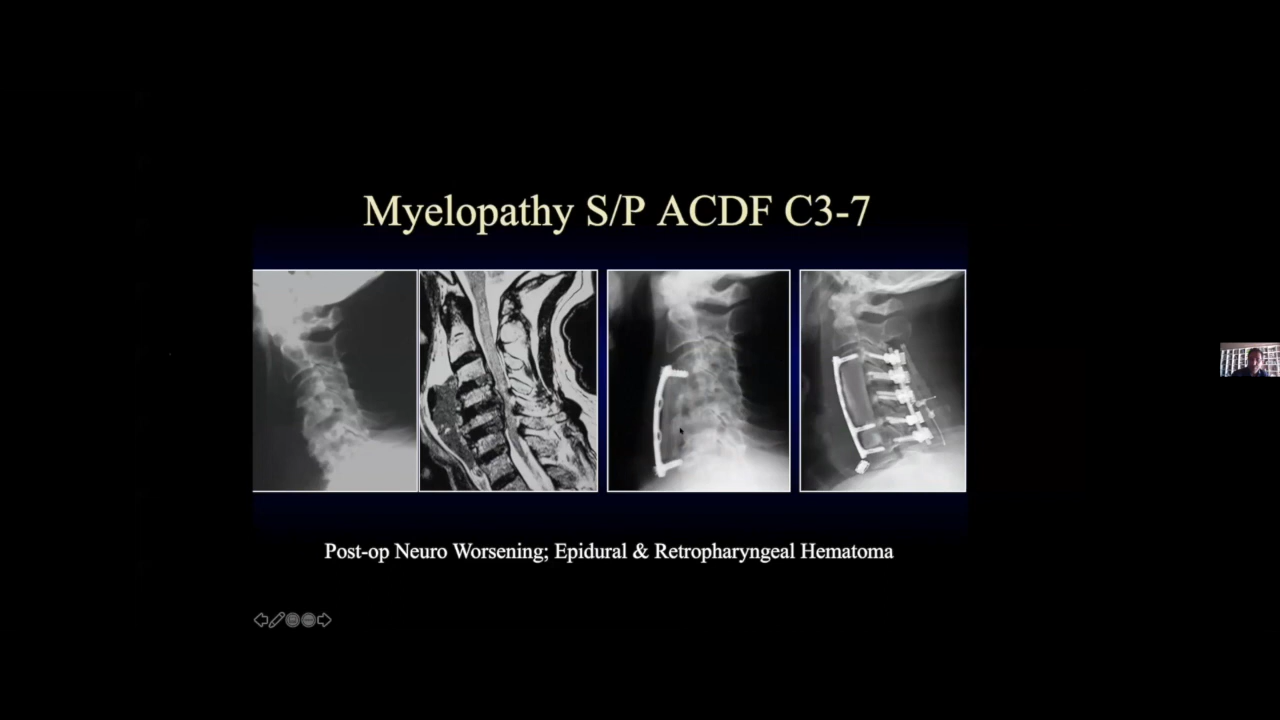 Myelopathy S/P ACDF C3-7
Post-op Neuro Worsening; Epidural & Retropharyngeal Hematoma